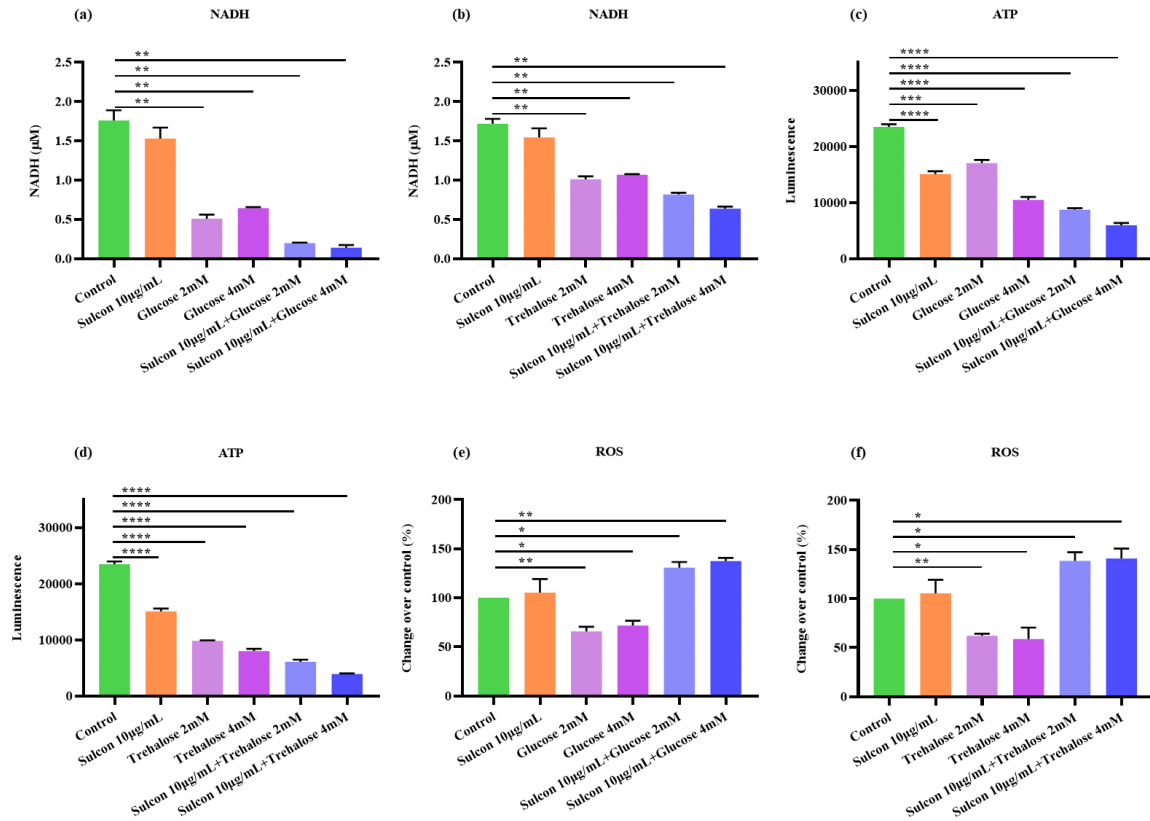 (a)
NADH
**
**
**
**
NADH (µM)
2.5
2.0
1.5
1.0
0.5
0.0
Control
Sulcon 10µg/mL
Glucose 2mM
Glucose 4mM
Sulcon 10µg/mL+Glucose 2mM
Sulcon 10µg/mL+Glucose 4mM
(b)
NADH
**
**
**
**
NADH (µM)
2.5
2.0
1.5
1.0
0.5
0.0
Control
Sulcon 10µg/mL
Trehalose 2mM
Trehalose 4mM
Sulcon 10µg/mL+Trehalose 2mM
Sulcon 10µg/mL+Trehalose 4mM
(c)
ATP
****
****
****
***
****
Luminescence
30000
20000
10000
0
Control
Sulcon 10µg/mL
Glucose 2mM
Glucose 4mM
Sulcon 10µg/mL+Glucose 2mM
Sulcon 10µg/mL+Glucose 4mM
(d)
ATP
****
****
****
****
****
Luminescence
30000
20000
10000
0
Control
Sulcon 10µg/mL
Trehalose 2mM
Trehalose 4mM
Sulcon 10µg/mL+Trehalose 2mM
Sulcon 10µg/mL+Trehalose 4mM
(e)
ROS
**
*
*
**
Change over control (%)
200
150
100
50
0
Control
Sulcon 10µg/mL
Glucose 2mM
Glucose 4mM
Sulcon 10µg/mL+Glucose 2mM
Sulcon 10µg/mL+Glucose 4mM
(f)
ROS
*
*
*
**
Change over control (%)
200
150
100
50
0
Control
Sulcon 10µg/mL
Trehalose 2mM
Trehalose 4mM
Sulcon 10µg/mL+Trehalose 2mM
Sulcon 10µg/mL+Trehalose 4mM